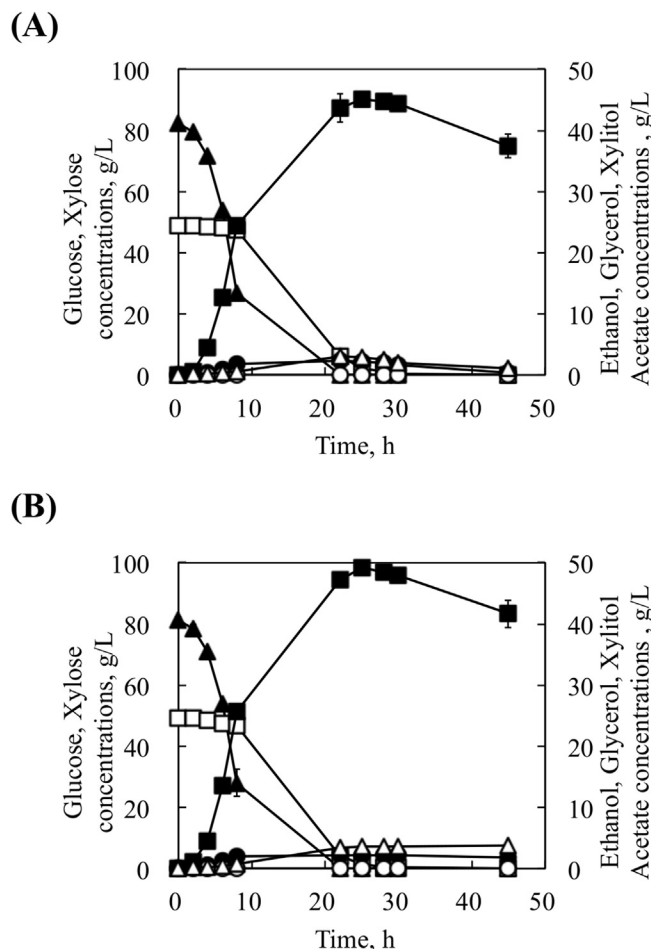 (A)
100
80
60
40
20
0
Glucose, Xylose
concentrations, g/L
50
40
30
20
10
0
Ethanol, Glycerol, Xylitol
Acetate concentrations , g/L
0 10 20 30 40 50
Time, h
(B)
100
80
60
40
20
0
Glucose, Xylose
concentrations, g/L
50
40
30
20
10
0
Ethanol, Glycerol, Xylitol
Acetate concentrations , g/L
0 10 20 30 40 50
Time, h